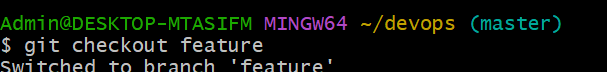 Admin@DESKTOP-MTASIFM MINGW64 ~/devops (master)
$ git checkout feature
Switched to branch 'feature'